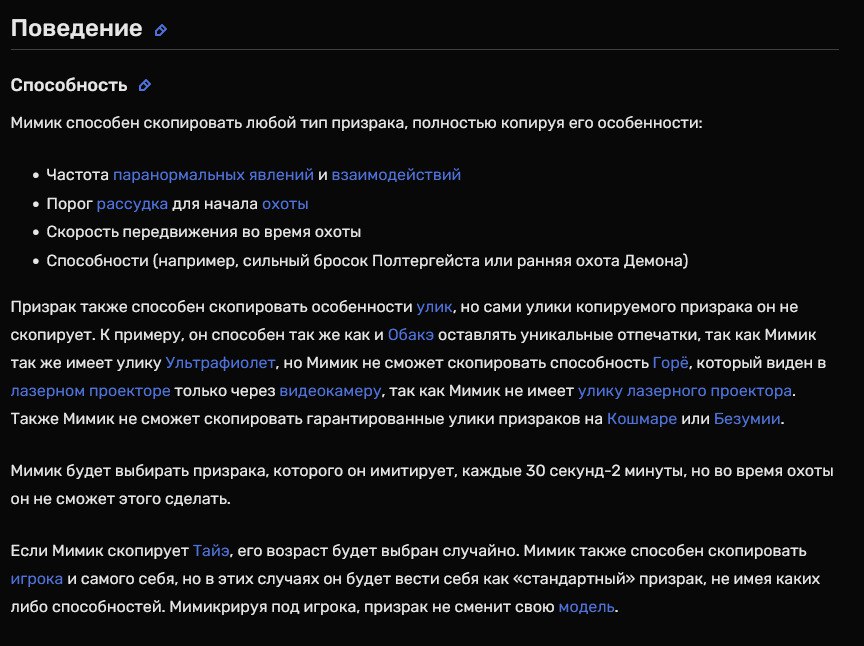 Поведение
Способность
Мимик способен скопировать любой тип призрака, полностью копируя его особенности:
• Частота паранормальных явлений и взаимодействий
• Порог рассудка для начала охоты
• Скорость передвижения во время охоты
• Способности (например, сильный бросок Полтергейста или ранняя охота Демона)
Призрак также способен скопировать особенности улик, но сами улики копируемого призрака он не
скопирует. К примеру, он способен так же как и Обакэ оставлять уникальные отпечатки, так как Мимик
так же имеет улику Ультрафиолет, но Мимик не сможет скопировать способность Горё, который виден в
лазерном проекторе только через видеокамеру, так как Мимик не имеет улику лазерного проектора.
Также Мимик не сможет скопировать гарантированные улики призраков на Кошмаре или Безумии.
Мимик будет выбирать призрака, которого он имитирует, каждые 30 секунд-2 минуты, но во время охоты
он не сможет этого сделать.
Если Мимик скопирует Тайэ, его возраст будет выбран случайно. Мимик также способен скопировать
игрока и самого себя, но в этих случаях он будет вести себя как «стандартный» призрак, не имея каких
либо способностей. Мимикрируя под игрока, призрак не сменит свою модель.